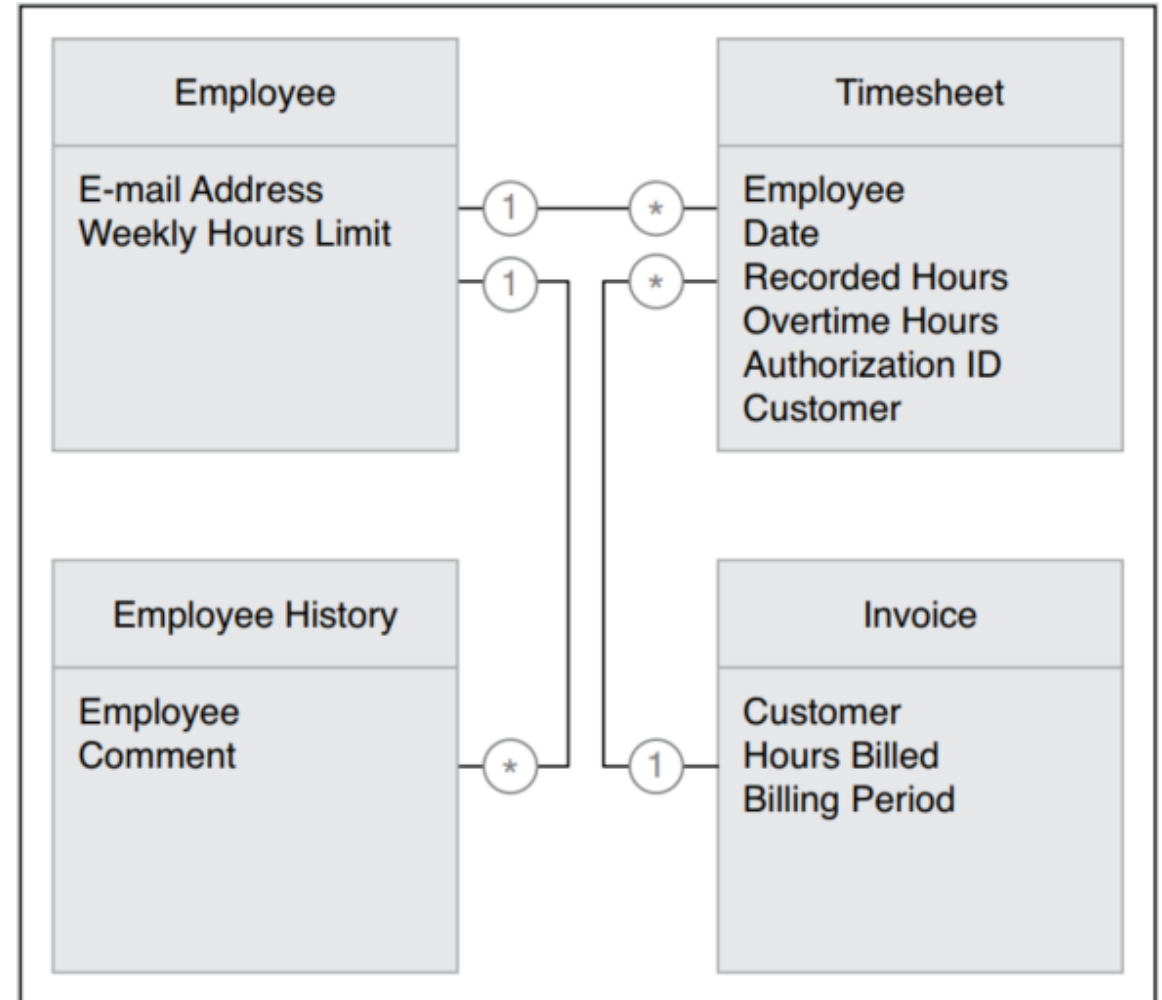 Employee
E-mail Address
Weekly Hours Limit
1
1
Timesheet
Employee
Date
Recorded Hours
Overtime Hours
Authorization ID
Customer
*
*
Employee History
Employee
Comment
*
Invoice
Customer
Hours Billed
Billing Period
1